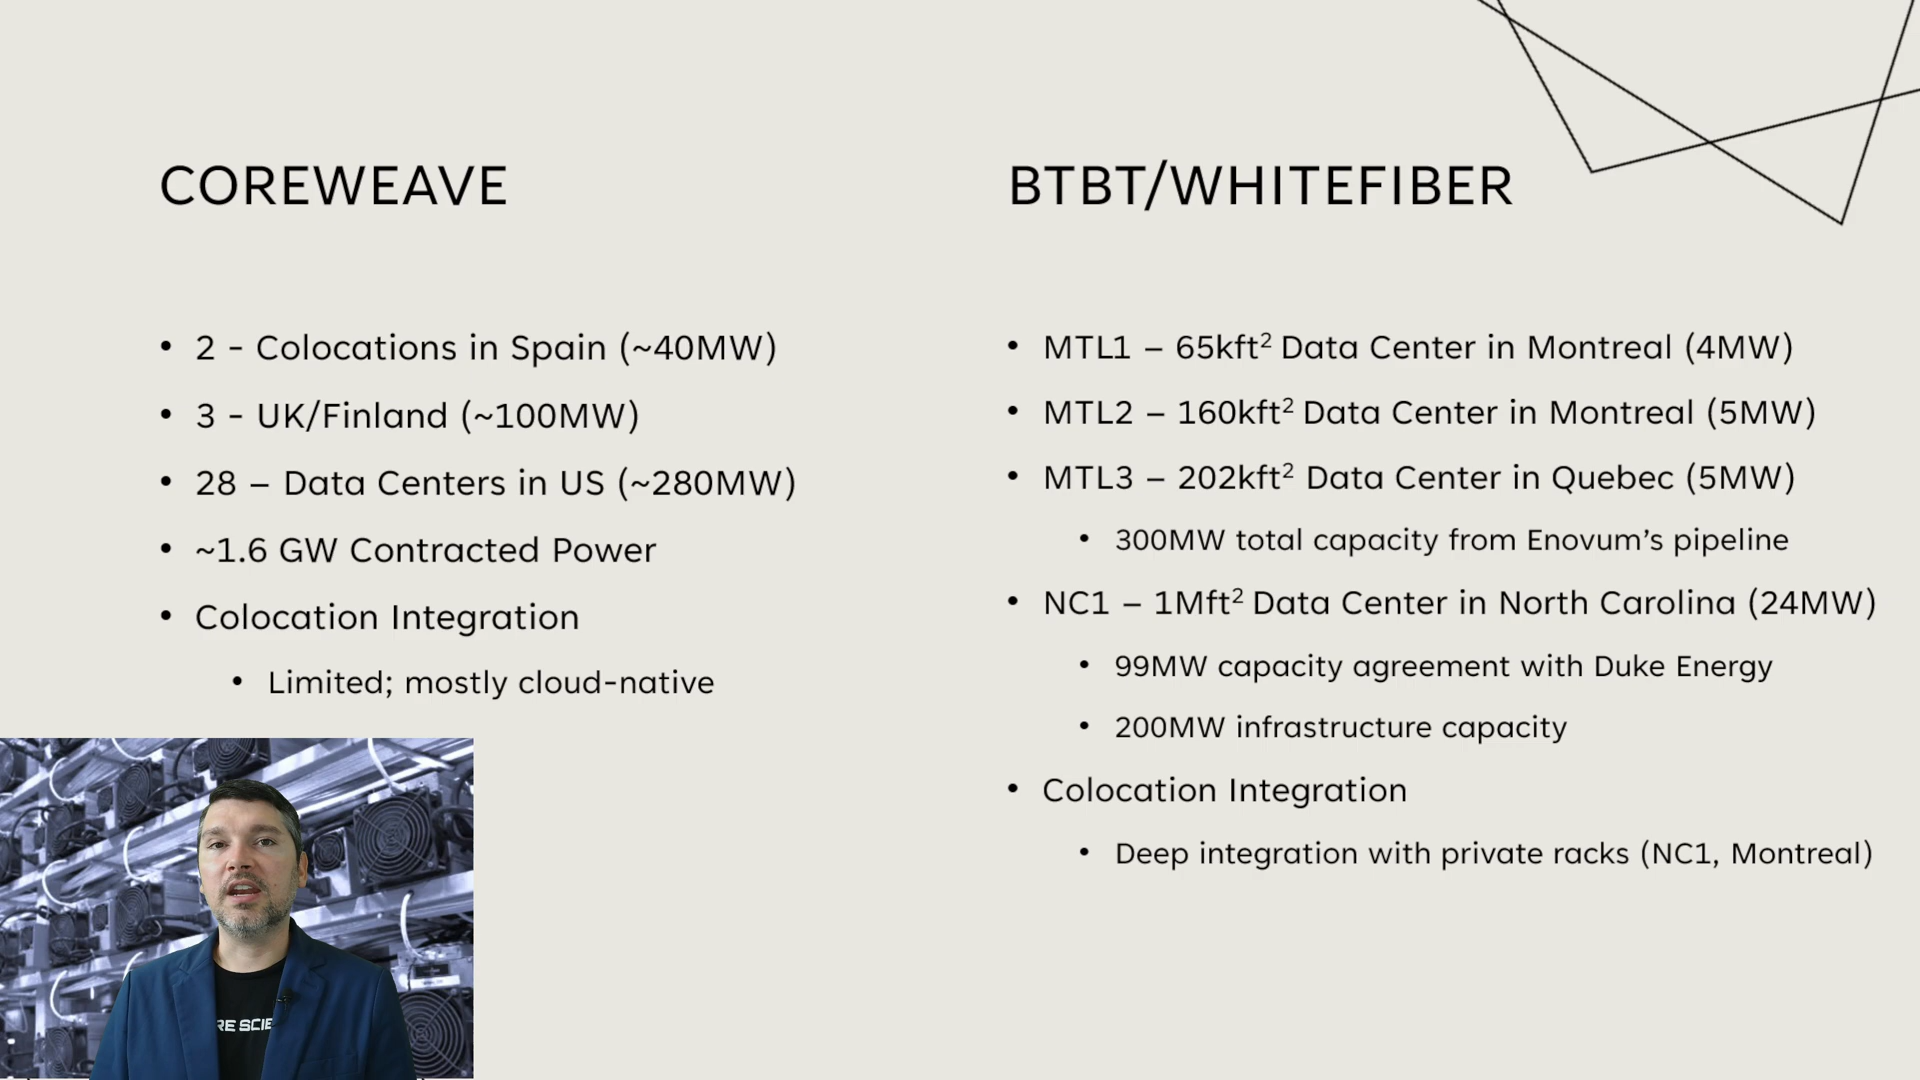 COREWEAVE
• 2 - Colocations in Spain (~40MW)
• 3 - UK/Finland (~100MW)
• 28 – Data Centers in US (~280MW)
• ~1.6 GW Contracted Power
• Colocation Integration
• Limited; mostly cloud-native
BTBT/WHITEFIBER
• MTL1 – 65kft² Data Center in Montreal (4MW)
• MTL2 – 160kft² Data Center in Montreal (5MW)
• MTL3 – 202kft² Data Center in Quebec (5MW)
• 300MW total capacity from Enovum’s pipeline
• NC1 – 1Mft² Data Center in North Carolina (24MW)
• 99MW capacity agreement with Duke Energy
• 200MW infrastructure capacity
• Colocation Integration
• Deep integration with private racks (NC1, Montreal)
RE SCIE